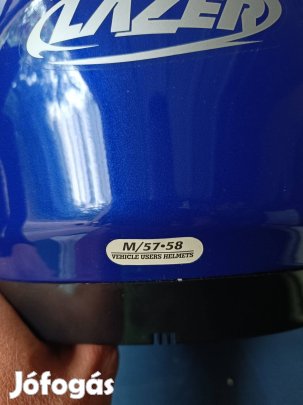 LAZER
M/57•58
VEHICLE USERS HELMETS
Jófogás